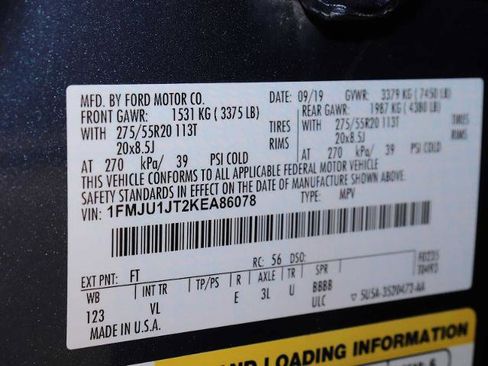 MFD. BY FORD MOTOR CO.
DATE: 09/19 GVWR: 3379 KG (7450 LB)
FRONT GAWR: 1531 KG (3375 LB) REAR GAWR: 1987 KG (4380 LB)
WITH 275/55R20 113T TIRES WITH 275/55R20 113T TIRES
20x8.5J RIMS 20x8.5J RIMS
AT 270 kPa/ 39 PSI COLD AT 270 kPa/ 39 PSI COLD
THIS VEHICLE CONFORMS TO ALL APPLICABLE FEDERAL MOTOR VEHICLE
SAFETY STANDARDS IN EFFECT ON THE DATE OF MANUFACTURE SHOWN ABOVE.
VIN: 1FMJU1JT2KEA86078 TYPE: MPV
EXT PNT: FT RC: 56 DSO:
WB INT TR TP/PS R AXLE TR SPR
123 VL E 3L U BBBB
ULC
MADE IN U.S.A.
AND LOADING INFORMATION